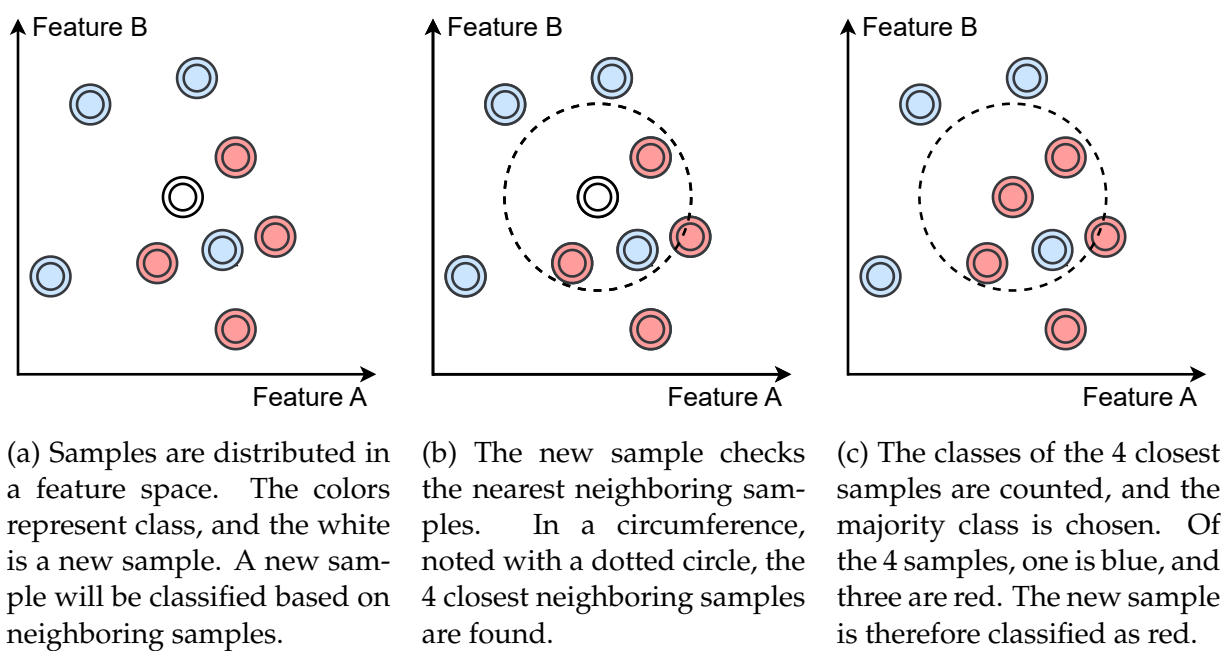 Feature B
Feature A
Feature B
Feature A
Feature B
Feature A
(a) Samples are distributed in
a feature space. The colors
represent class, and the white
is a new sample. A new sam-
ple will be classified based on
neighboring samples.
(b) The new sample checks
the nearest neighboring sam-
ples. In a circumference,
noted with a dotted circle, the
4 closest neighboring samples
are found.
(c) The classes of the 4 closest
samples are counted, and the
majority class is chosen. Of
the 4 samples, one is blue, and
three are red. The new sample
is therefore classified as red.